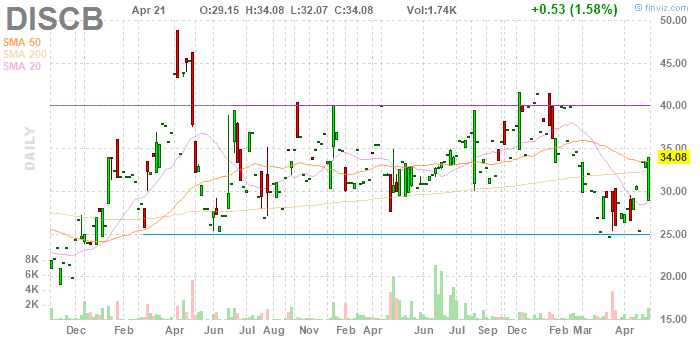 DISCB Apr 21 O:29.15 H:34.08 L:32.07 C:34.08 Vol:1.74K +0.53 (1.58%) © finviz.com
SMA 50
SMA 200
SMA 20
DAILY
50.00
45.00
40.00
35.00
34.08
30.00
25.00
20.00
15.00
8K
6K
4K
2K
Dec Feb Apr Jun Jul Aug Nov Feb Apr Jun Jul Sep Dec Feb Mar Apr